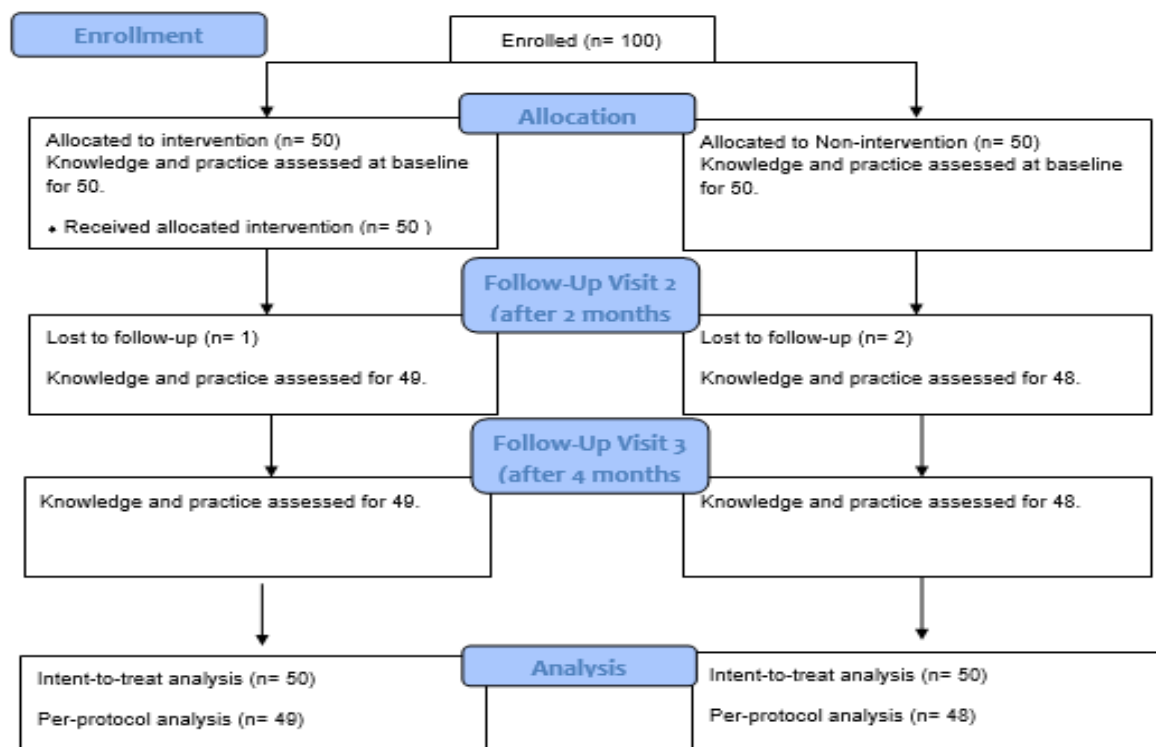 Enrollment
Enrolled (n= 100)
Allocation
Allocated to intervention (n= 50)
Knowledge and practice assessed at baseline
for 50.
• Received allocated intervention (n= 50 )
Allocated to Non-intervention (n= 50)
Knowledge and practice assessed at baseline
for 50.
Follow-Up Visit 2
(after 2 months
Lost to follow-up (n= 1)
Knowledge and practice assessed for 49.
Lost to follow-up (n= 2)
Knowledge and practice assessed for 48.
Follow-Up Visit 3
(after 4 months
Knowledge and practice assessed for 49.
Knowledge and practice assessed for 48.
Analysis
Intent-to-treat analysis (n= 50)
Per-protocol analysis (n= 49)
Intent-to-treat analysis (n= 50)
Per-protocol analysis (n= 48)